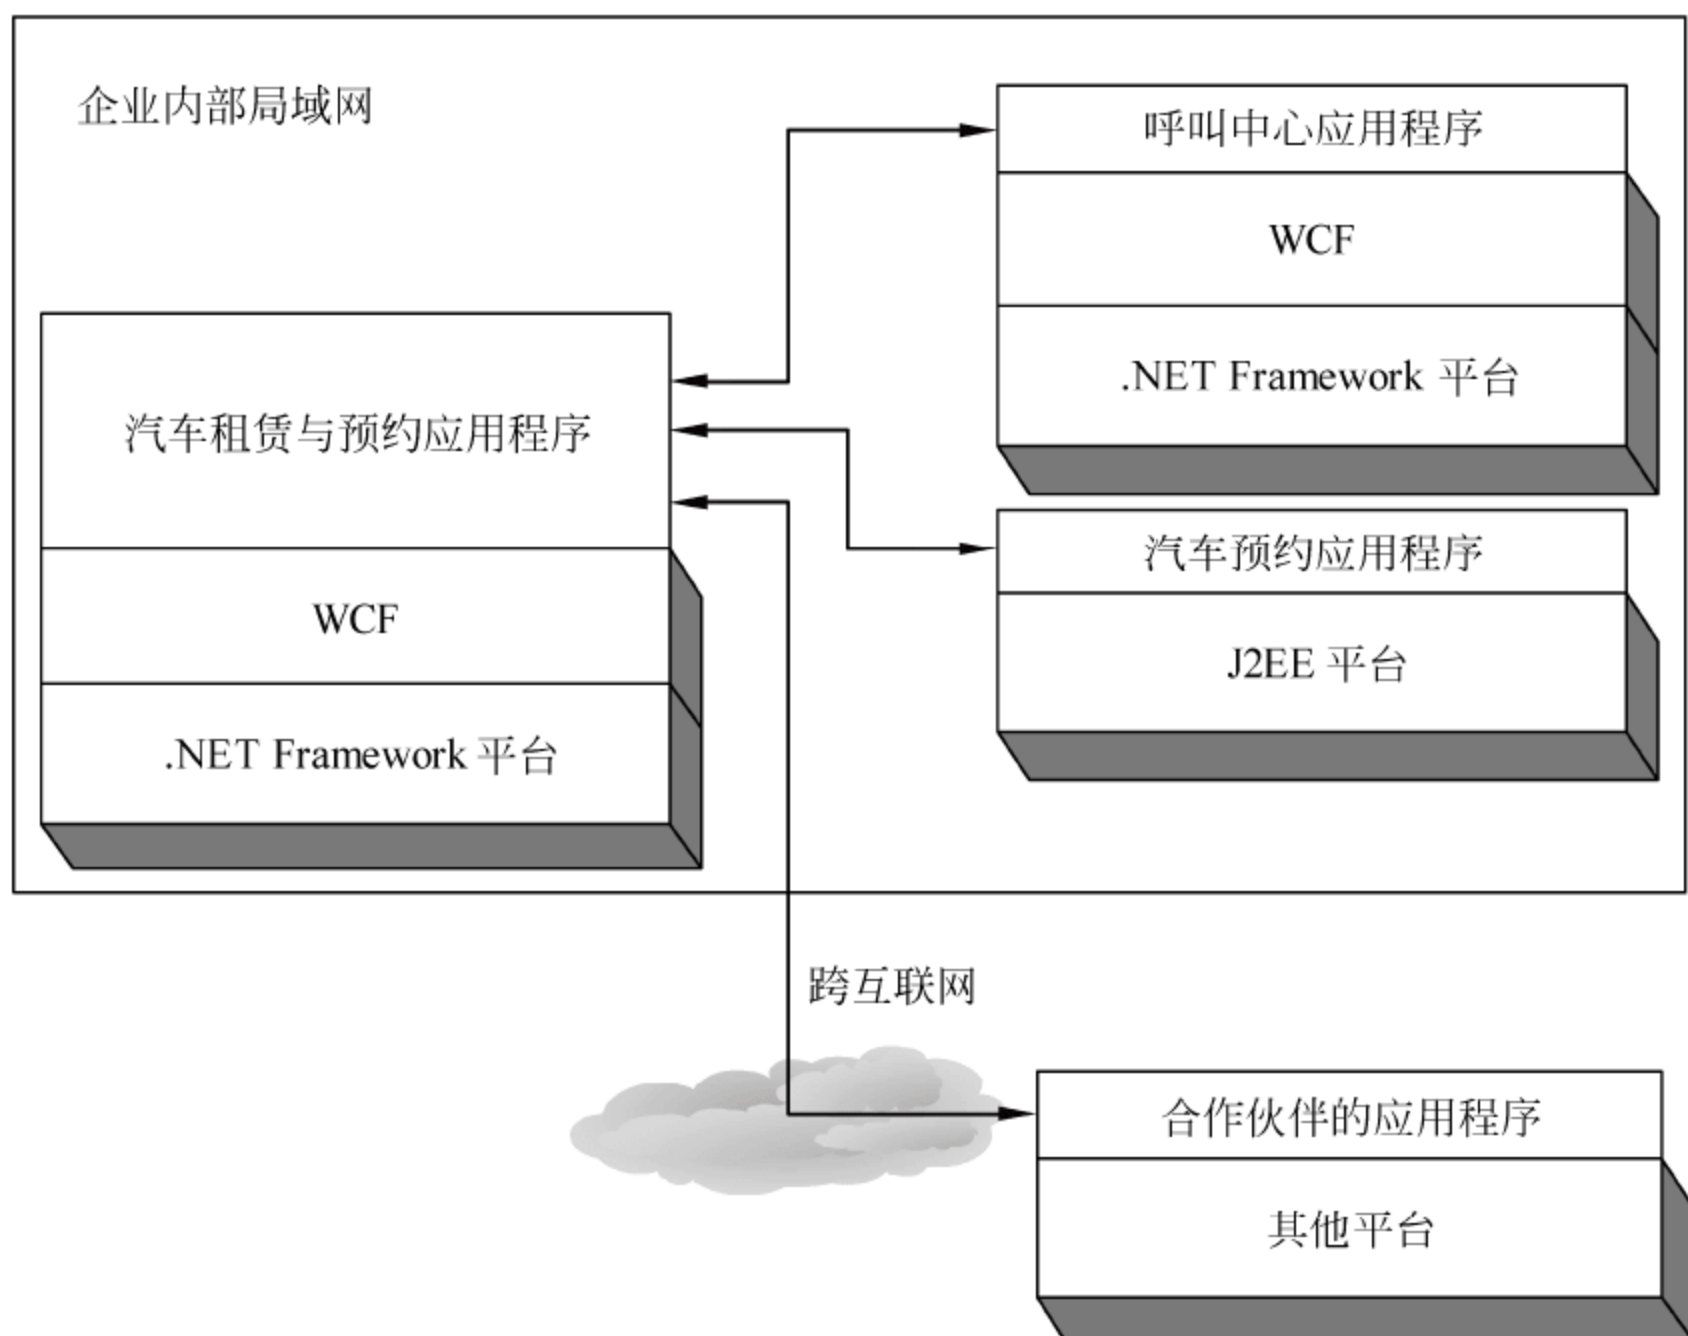 企业内部局域网
呼叫中心应用程序
WCF
.NET Framework 平台
汽车租赁与预约应用程序
WCF
.NET Framework 平台
汽车预约应用程序
J2EE 平台
跨互联网
合作伙伴的应用程序
其他平台